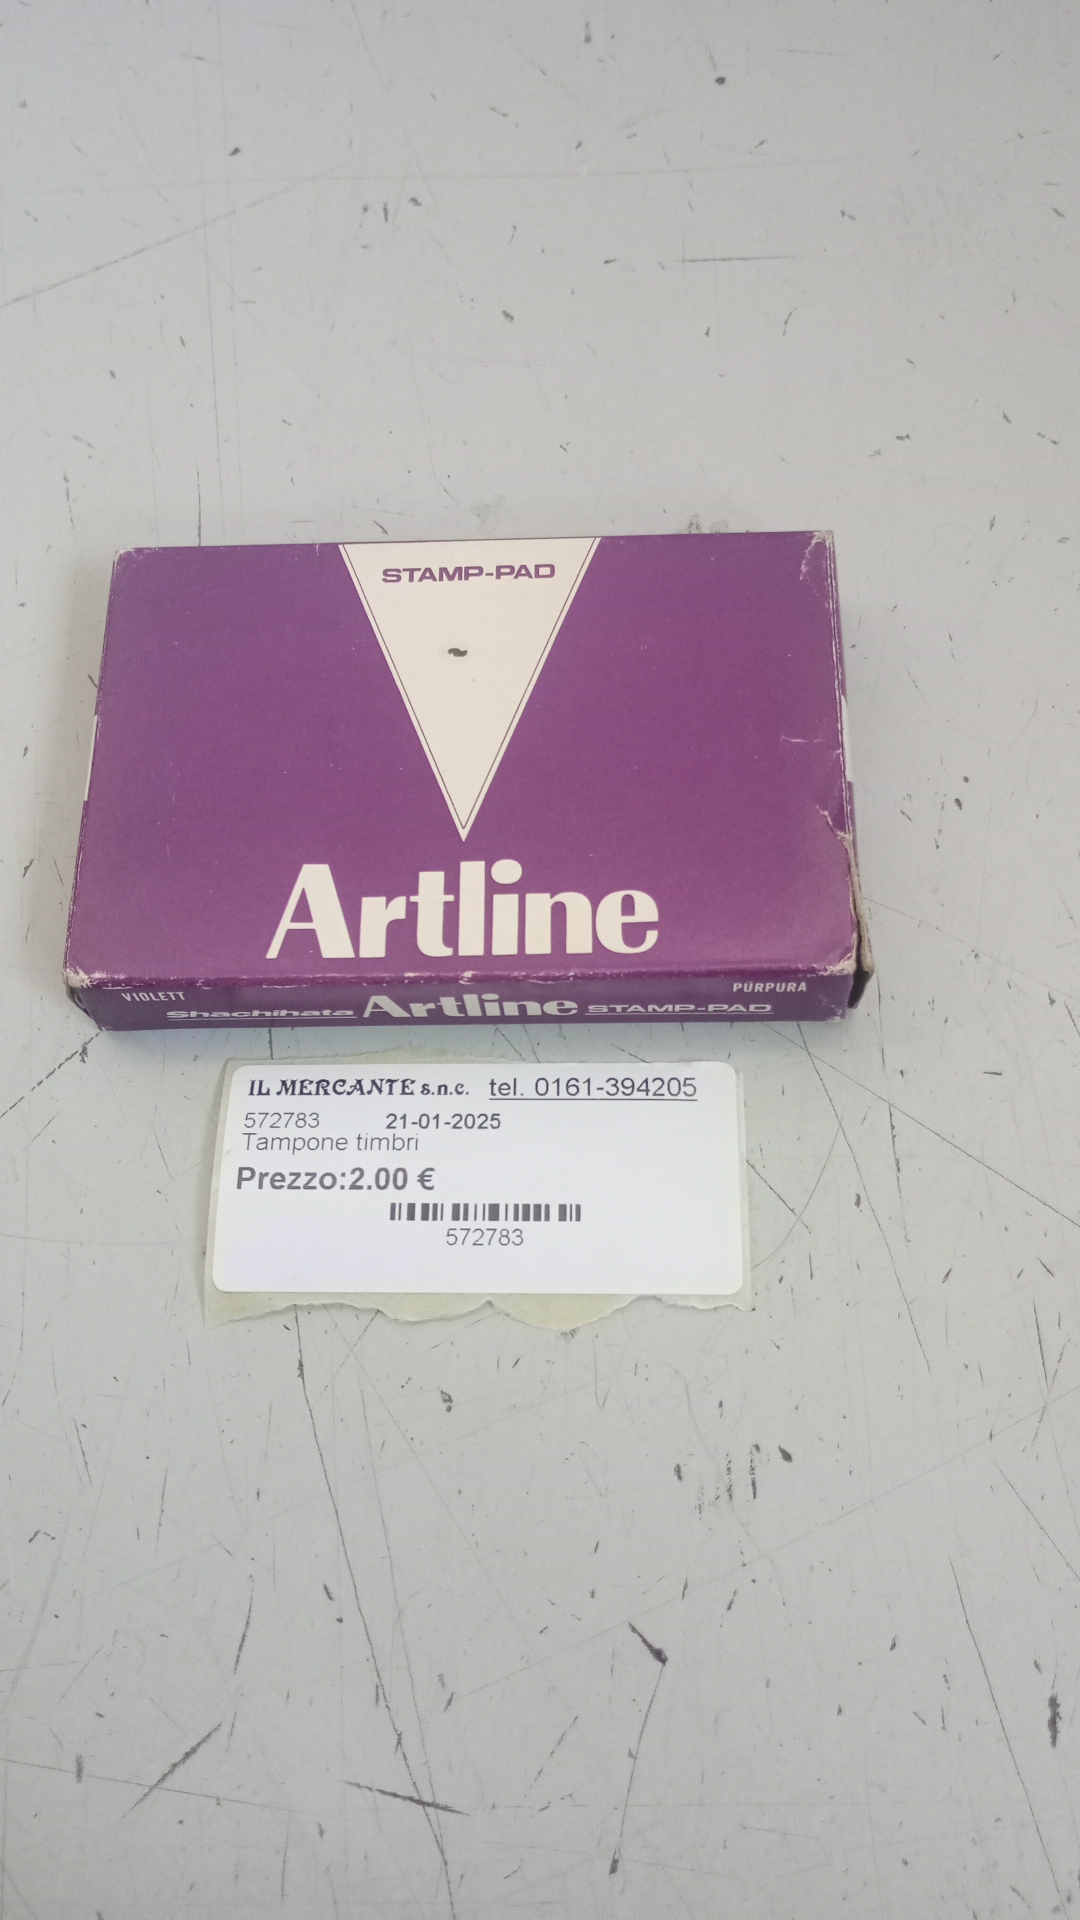 STAMP-PAD
Artline
VIOLETT
PÚRPURA
Shachihata Artline STAMP-PAD
IL MERCANTE s.n.c. tel. 0161-394205
572783 21-01-2025
Tampone timbri
Prezzo:2.00 €
572783